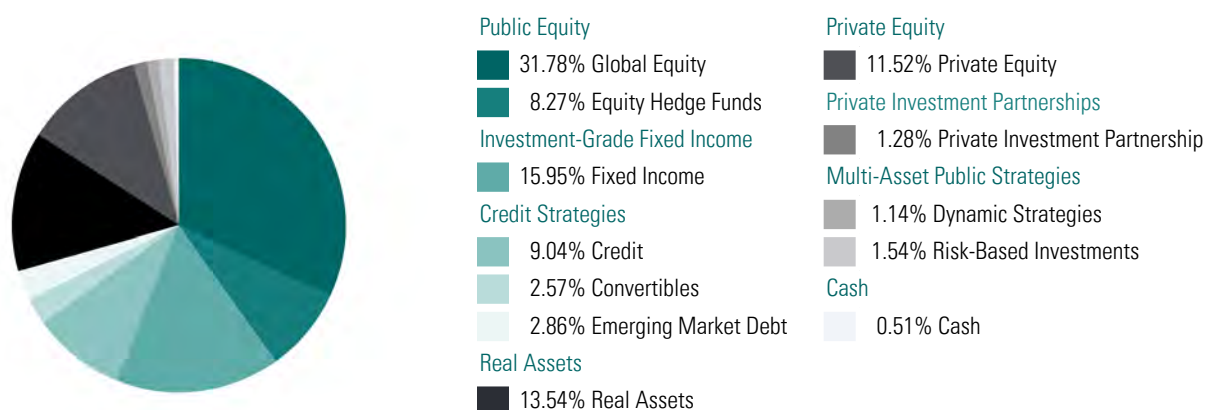 Public Equity
31.78% Global Equity
8.27% Equity Hedge Funds
Investment-Grade Fixed Income
15.95% Fixed Income
Credit Strategies
9.04% Credit
2.57% Convertibles
2.86% Emerging Market Debt
Real Assets
13.54% Real Assets
Private Equity
11.52% Private Equity
Private Investment Partnerships
1.28% Private Investment Partnership
Multi-Asset Public Strategies
1.14% Dynamic Strategies
1.54% Risk-Based Investments
Cash
0.51% Cash